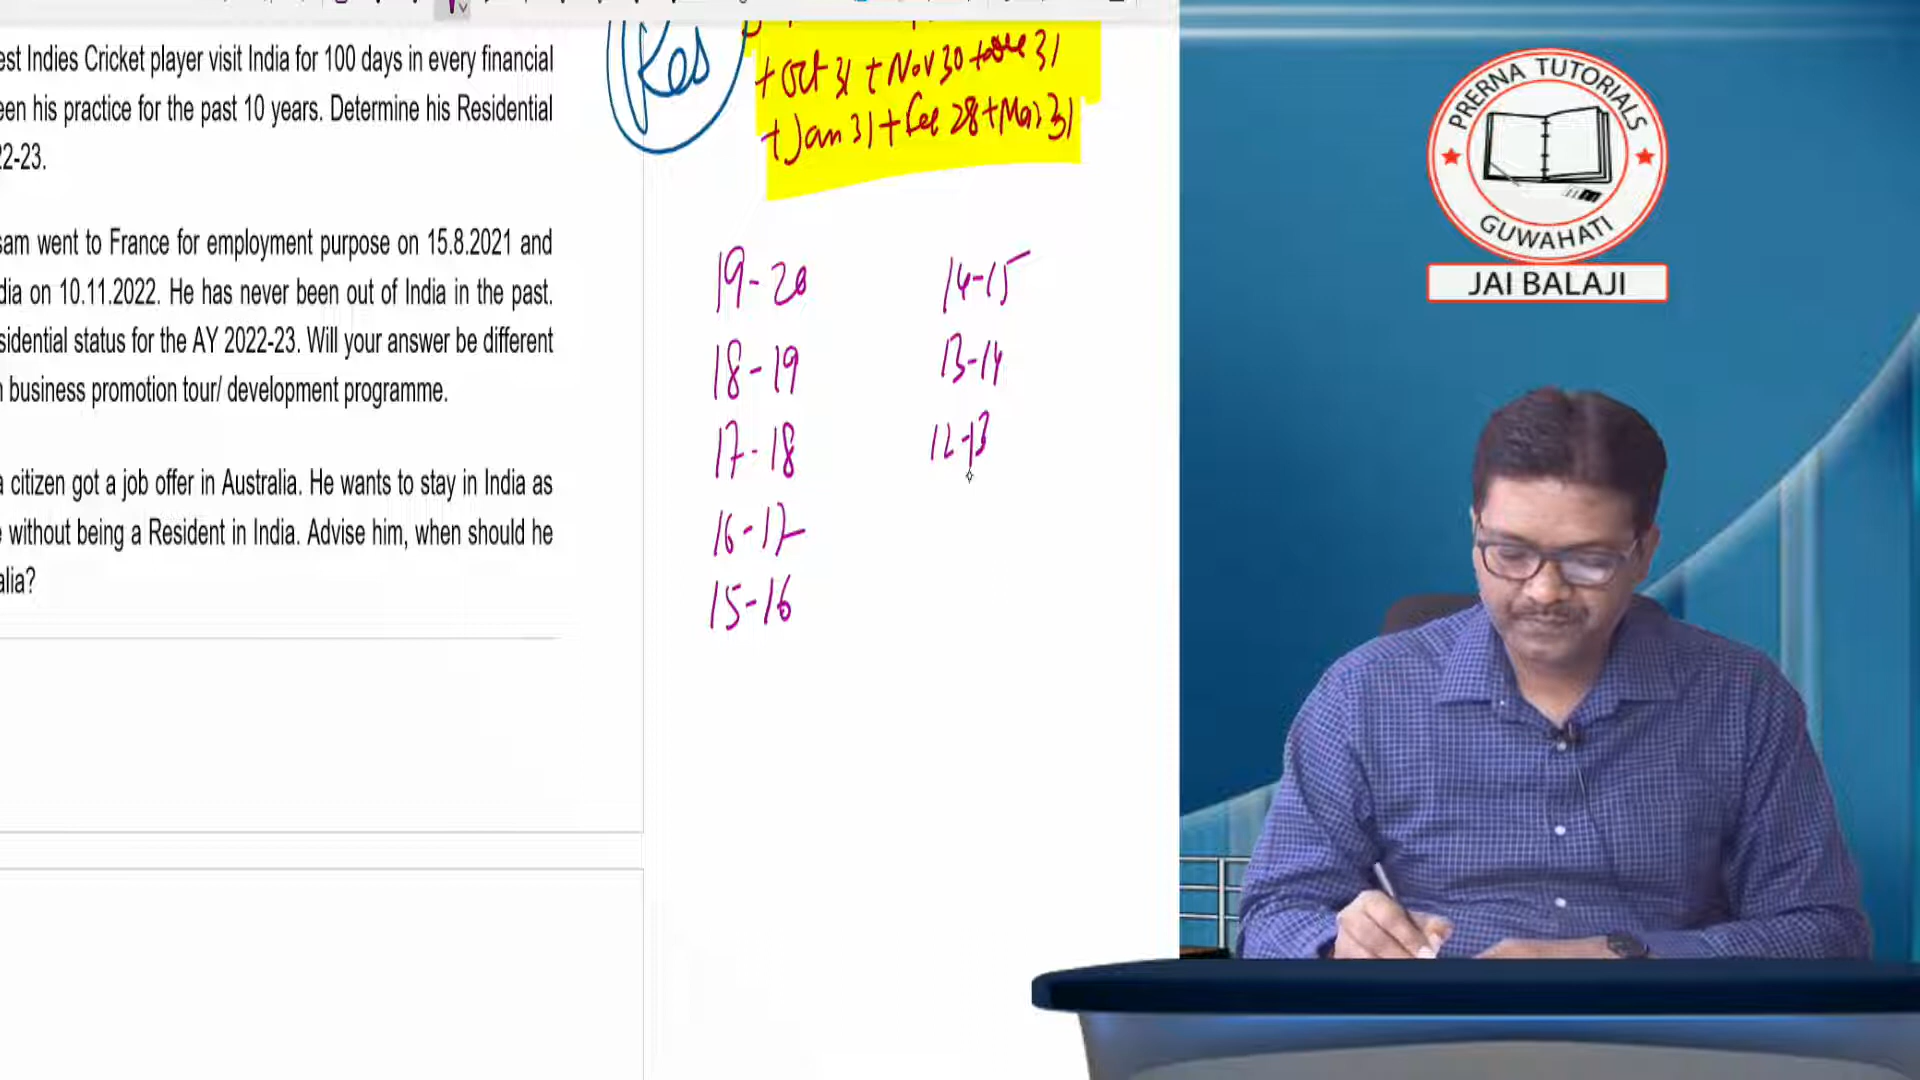 est Indies Cricket player visit India for 100 days in every financial
een his practice for the past 10 years. Determine his Residential
22-23.
sam went to France for employment purpose on 15.8.2021 and
dia on 10.11.2022. He has never been out of India in the past.
sidential status for the AY 2022-23. Will your answer be different
n business promotion tour/ development programme.
a citizen got a job offer in Australia. He wants to stay in India as
e without being a Resident in India. Advise him, when should he
alia?
Res
+ Oct 31 + Nov 30 + 31
+ Jan 31 + Feb 28 + Mar 31
19-20
18-19
17-18
16-17
15-16
14-15
13-14
12-13
PRERNA TUTORIALS
GUWAHATI
JAI BALAJI